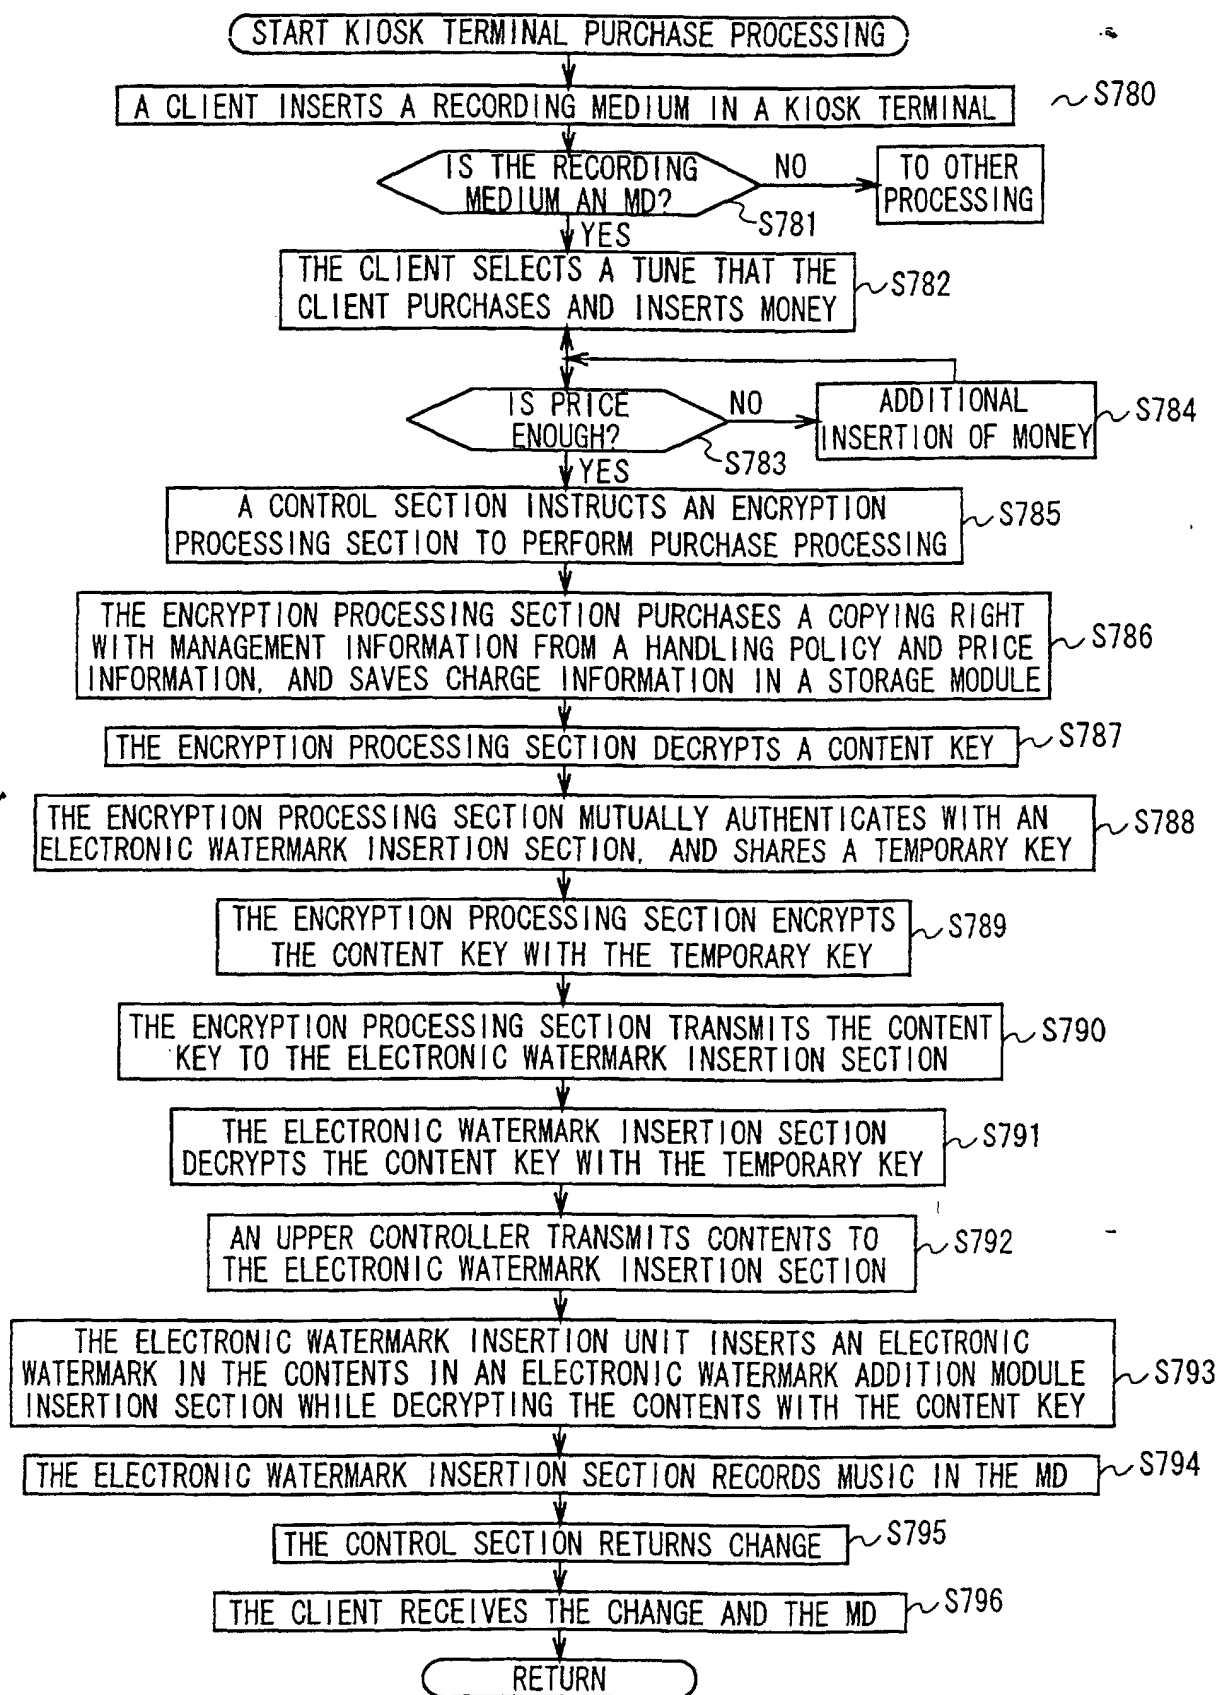 START KIOSK TERMINAL PURCHASE PROCESSING
A CLIENT INSERTS A RECORDING MEDIUM IN A KIOSK TERMINAL
S780
IS THE RECORDING
MEDIUM AN MD?
S781
NO
TO OTHER
PROCESSING
YES
THE CLIENT SELECTS A TUNE THAT THE
CLIENT PURCHASES AND INSERTS MONEY
S782
IS PRICE
ENOUGH?
S783
NO
ADDITIONAL
INSERTION OF MONEY
S784
YES
A CONTROL SECTION INSTRUCTS AN ENCRYPTION
PROCESSING SECTION TO PERFORM PURCHASE PROCESSING
S785
THE ENCRYPTION PROCESSING SECTION PURCHASES A COPYING RIGHT
WITH MANAGEMENT INFORMATION FROM A HANDLING POLICY AND PRICE
INFORMATION, AND SAVES CHARGE INFORMATION IN A STORAGE MODULE
S786
THE ENCRYPTION PROCESSING SECTION DECRYPTS A CONTENT KEY
S787
THE ENCRYPTION PROCESSING SECTION MUTUALLY AUTHENTICATES WITH AN
ELECTRONIC WATERMARK INSERTION SECTION, AND SHARES A TEMPORARY KEY
S788
THE ENCRYPTION PROCESSING SECTION ENCRYPTS
THE CONTENT KEY WITH THE TEMPORARY KEY
S789
THE ENCRYPTION PROCESSING SECTION TRANSMITS THE CONTENT
KEY TO THE ELECTRONIC WATERMARK INSERTION SECTION
S790
THE ELECTRONIC WATERMARK INSERTION SECTION
DECRYPTS THE CONTENT KEY WITH THE TEMPORARY KEY
S791
AN UPPER CONTROLLER TRANSMITS CONTENTS TO
THE ELECTRONIC WATERMARK INSERTION SECTION
S792
THE ELECTRONIC WATERMARK INSERTION UNIT INSERTS AN ELECTRONIC
WATERMARK IN THE CONTENTS IN AN ELECTRONIC WATERMARK ADDITION MODULE
INSERTION SECTION WHILE DECRYPTING THE CONTENTS WITH THE CONTENT KEY
S793
THE ELECTRONIC WATERMARK INSERTION SECTION RECORDS MUSIC IN THE MD
S794
THE CONTROL SECTION RETURNS CHANGE
S795
THE CLIENT RECEIVES THE CHANGE AND THE MD
S796
RETURN